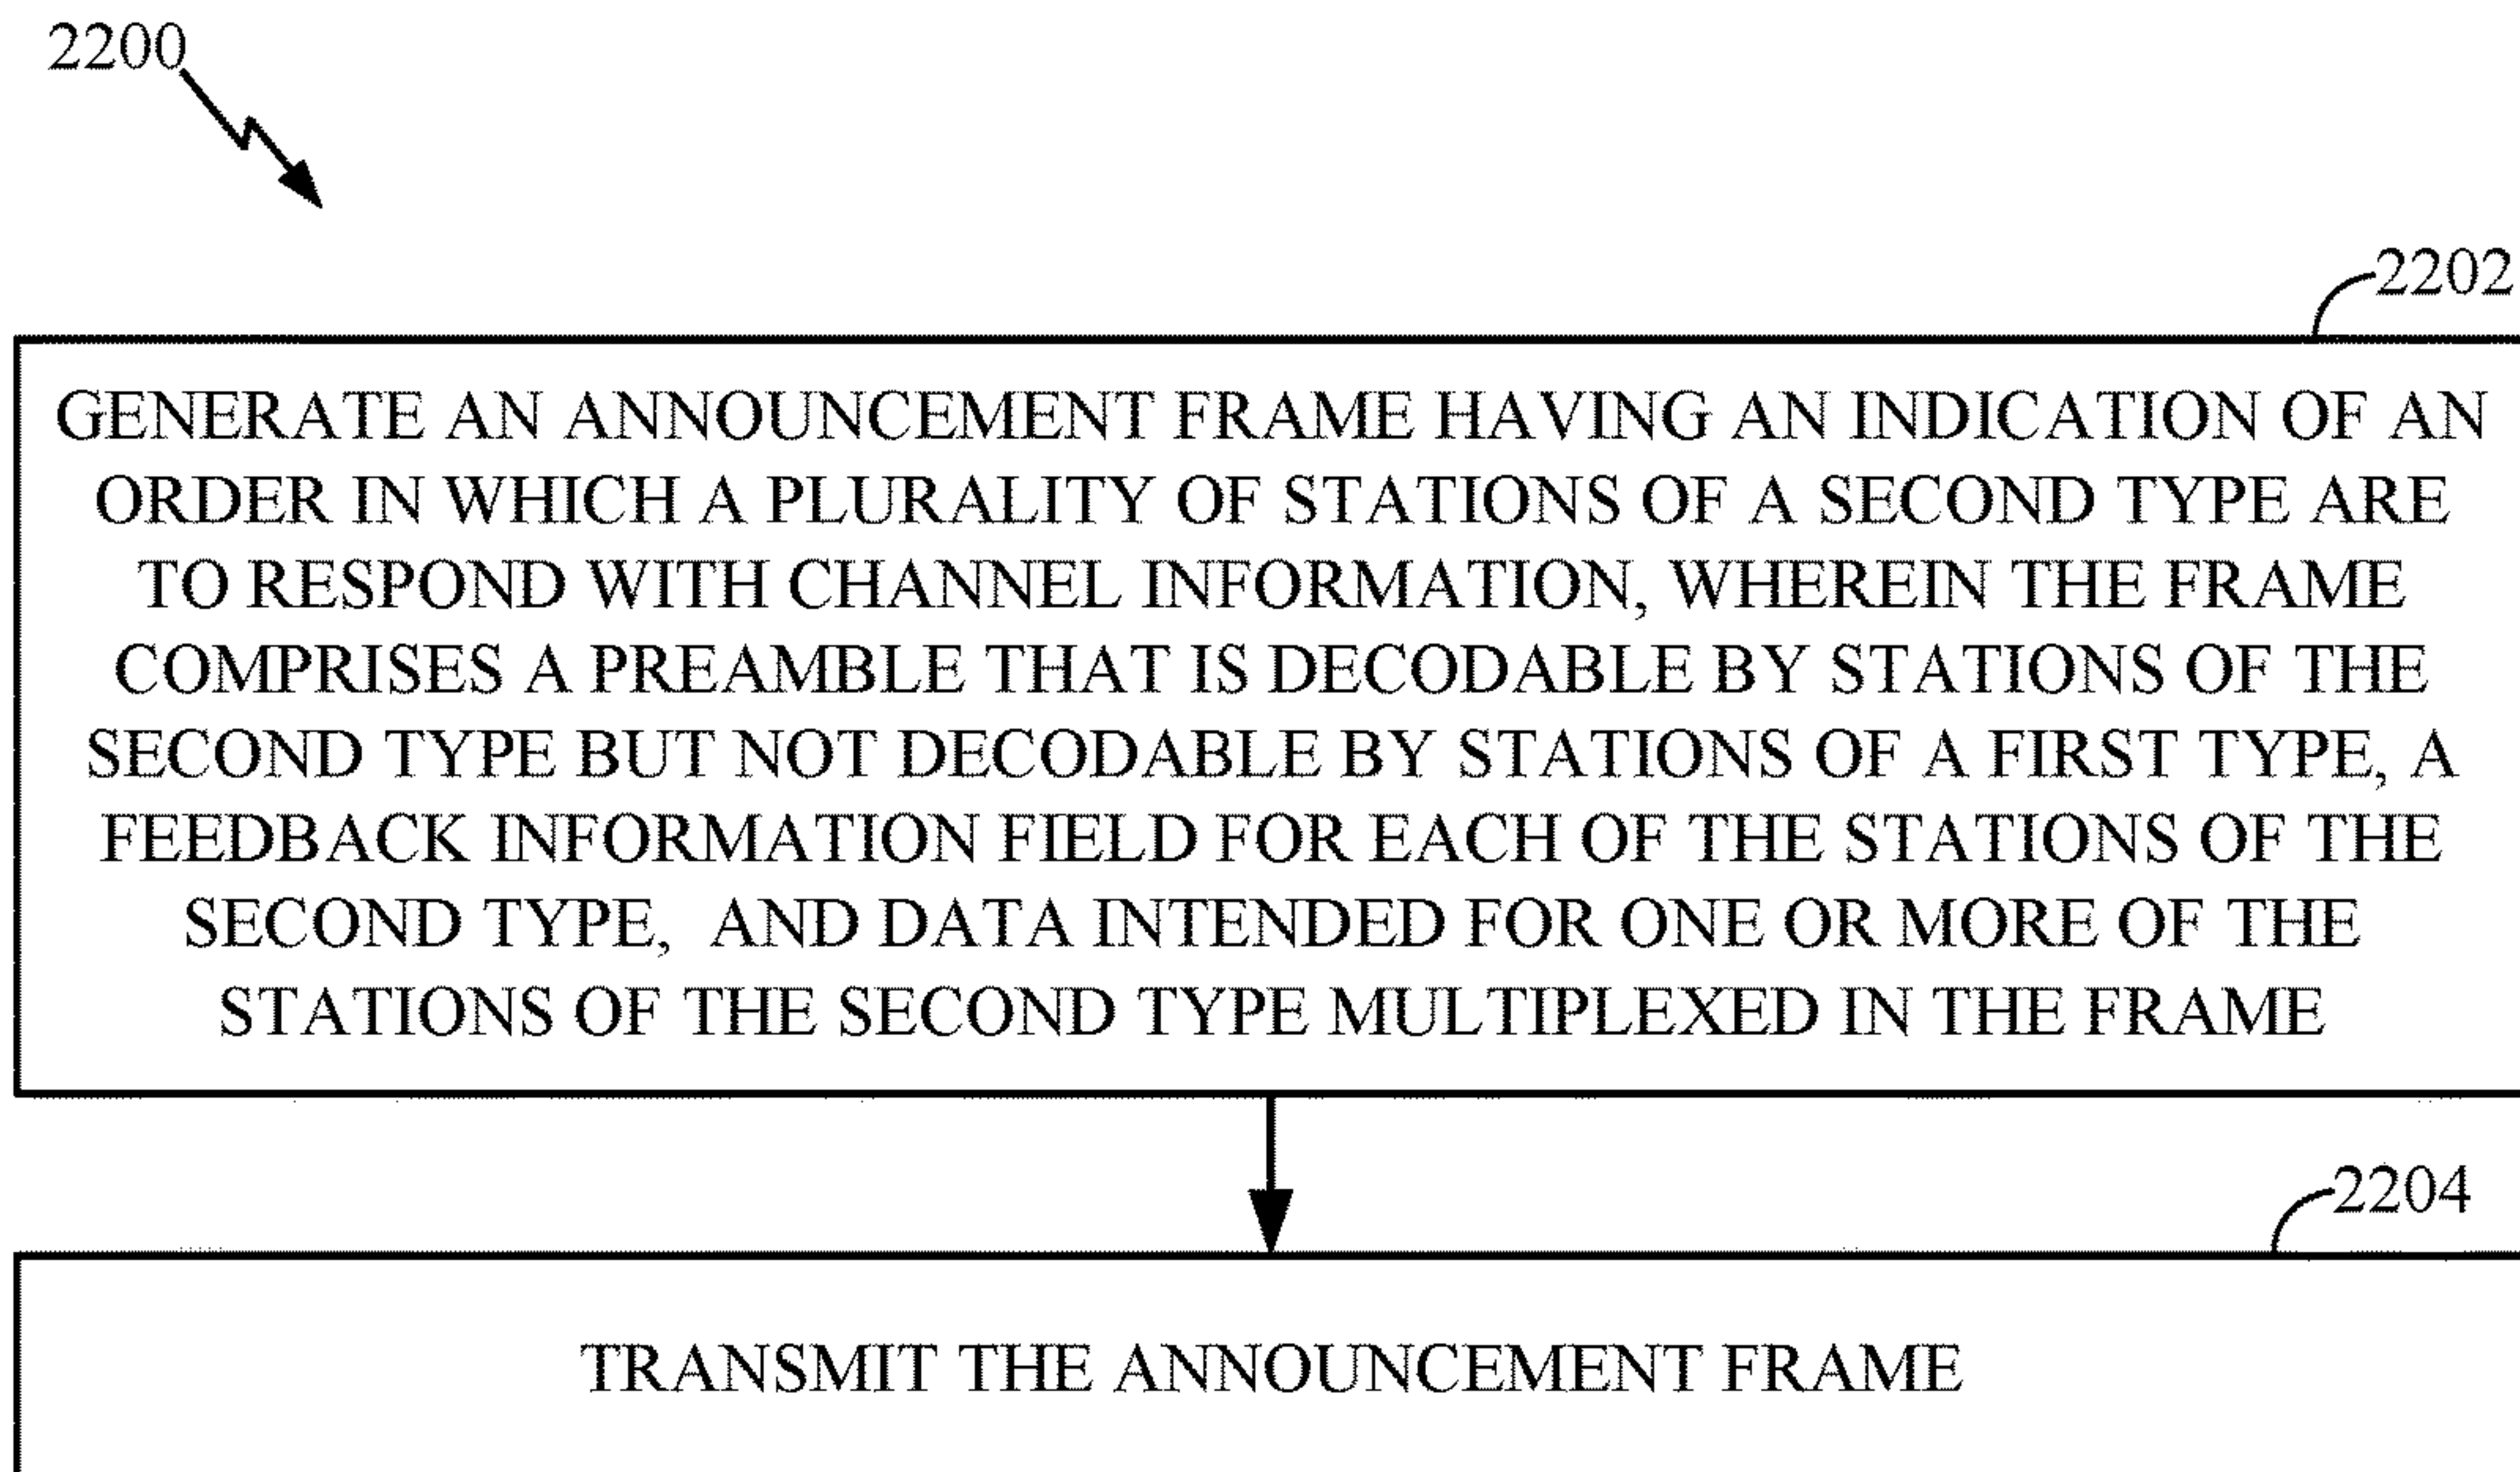 2200
2202
GENERATE AN ANNOUNCEMENT FRAME HAVING AN INDICATION OF AN
ORDER IN WHICH A PLURALITY OF STATIONS OF A SECOND TYPE ARE
TO RESPOND WITH CHANNEL INFORMATION, WHEREIN THE FRAME
COMPRISES A PREAMBLE THAT IS DECODABLE BY STATIONS OF THE
SECOND TYPE BUT NOT DECODABLE BY STATIONS OF A FIRST TYPE, A
FEEDBACK INFORMATION FIELD FOR EACH OF THE STATIONS OF THE
SECOND TYPE, AND DATA INTENDED FOR ONE OR MORE OF THE
STATIONS OF THE SECOND TYPE MULTIPLEXED IN THE FRAME
2204
TRANSMIT THE ANNOUNCEMENT FRAME